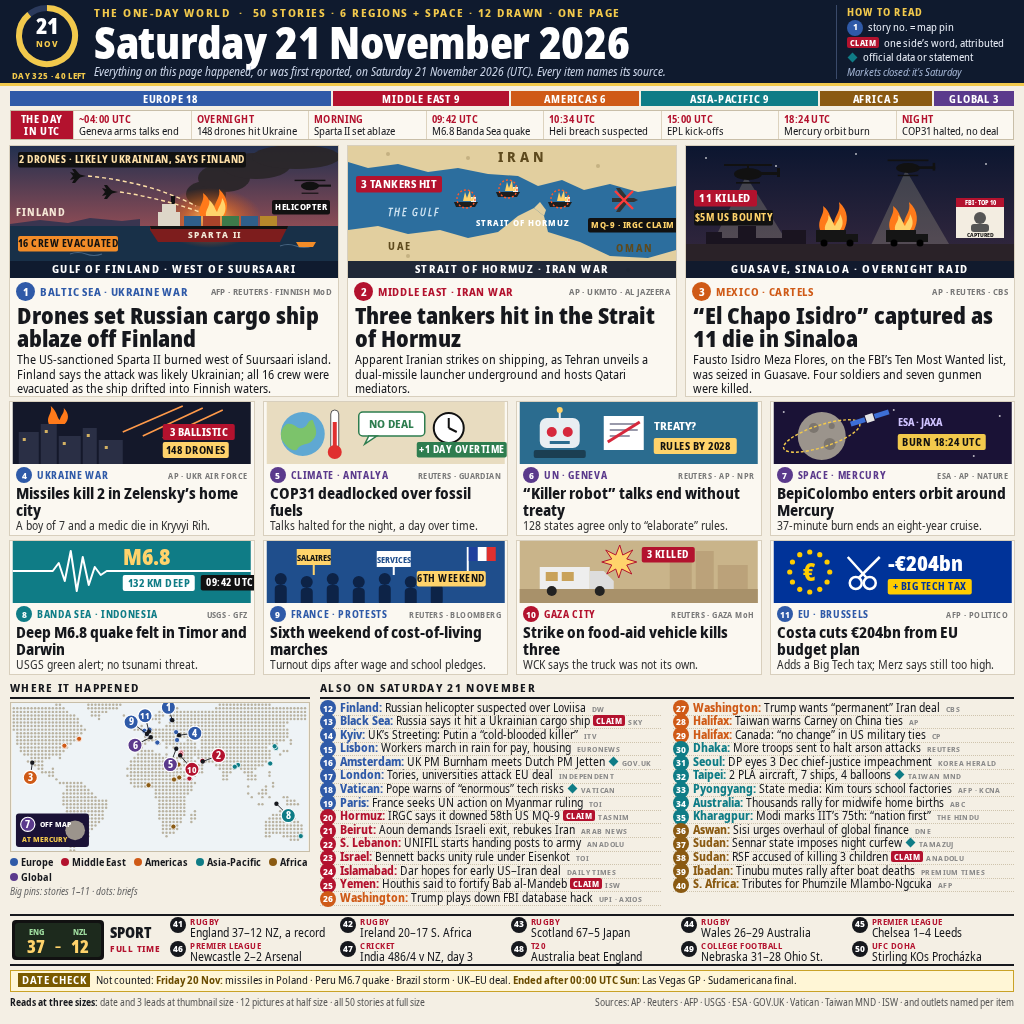 21
NOV
DAY 325 · 40 LEFT
THE ONE-DAY WORLD · 50 STORIES · 6 REGIONS + SPACE · 12 DRAWN · ONE PAGE
Saturday 21 November 2026
Everything on this page happened, or was first reported, on Saturday 21 November 2026 (UTC). Every item names its source.
HOW TO READ
1 story no. = map pin
CLAIM one side's word, attributed
◆ official data or statement
Markets closed: it's Saturday
EUROPE 18
MIDDLE EAST 9
AMERICAS 6
ASIA-PACIFIC 9
AFRICA 5
GLOBAL 3
THE DAY
IN UTC
~04:00 UTC
Geneva arms talks end
OVERNIGHT
148 drones hit Ukraine
MORNING
Sparta II set ablaze
09:42 UTC
M6.8 Banda Sea quake
10:34 UTC
Heli breach suspected
15:00 UTC
EPL kick-offs
18:24 UTC
Mercury orbit burn
NIGHT
COP31 halted, no deal
2 DRONES · LIKELY UKRAINIAN, SAYS FINLAND
HELICOPTER
FINLAND
SPARTA II
16 CREW EVACUATED
GULF OF FINLAND · WEST OF SUURSAARI
1 BALTIC SEA · UKRAINE WAR
AFP · REUTERS · FINNISH MoD
Drones set Russian cargo ship
ablaze off Finland
The US-sanctioned Sparta II burned west of Suursaari island.
Finland says the attack was likely Ukrainian; all 16 crew were
evacuated as the ship drifted into Finnish waters.
IRAN
3 TANKERS HIT
THE GULF
STRAIT OF HORMUZ
MQ-9 · IRGC CLAIM
UAE
OMAN
STRAIT OF HORMUZ · IRAN WAR
2 MIDDLE EAST · IRAN WAR
AP · UKMTO · AL JAZEERA
Three tankers hit in the Strait
of Hormuz
Apparent Iranian strikes on shipping, as Tehran unveils a
dual-missile launcher underground and hosts Qatari
mediators.
11 KILLED
$5M US BOUNTY
FBI · TOP 10
CAPTURED
GUASAVE, SINALOA · OVERNIGHT RAID
3 MEXICO · CARTELS
AP · REUTERS · CBS
“El Chapo Isidro” captured as
11 die in Sinaloa
Fausto Isidro Meza Flores, on the FBI's Ten Most Wanted list,
was seized in Guasave. Four soldiers and seven gunmen
were killed.
3 BALLISTIC
148 DRONES
4 UKRAINE WAR
AP · UKR AIR FORCE
Missiles kill 2 in Zelensky's home
city
A boy of 7 and a medic die in Kryvyi Rih.
NO DEAL
+1 DAY OVERTIME
5 CLIMATE · ANTALYA
REUTERS · GUARDIAN
COP31 deadlocked over fossil
fuels
Talks halted for the night, a day over time.
TREATY?
RULES BY 2028
6 UN · GENEVA
REUTERS · AP · NPR
“Killer robot” talks end without
treaty
128 states agree only to “elaborate” rules.
ESA · JAXA
BURN 18:24 UTC
7 SPACE · MERCURY
ESA · AP · NATURE
BepiColombo enters orbit around
Mercury
37-minute burn ends an eight-year cruise.
M6.8
132 KM DEEP
09:42 UTC
8 BANDA SEA · INDONESIA
USGS · GFZ
Deep M6.8 quake felt in Timor and
Darwin
USGS green alert; no tsunami threat.
SALAIRES
SERVICES
6TH WEEKEND
9 FRANCE · PROTESTS
REUTERS · BLOOMBERG
Sixth weekend of cost-of-living
marches
Turnout dips after wage and school pledges.
3 KILLED
10 GAZA CITY
REUTERS · GAZA MoH
Strike on food-aid vehicle kills
three
WCK says the truck was not its own.
€
-€204bn
+ BIG TECH TAX
11 EU · BRUSSELS
AFP · POLITICO
Costa cuts €204bn from EU
budget plan
Adds a Big Tech tax; Merz says still too high.
WHERE IT HAPPENED
1
9
11
4
6
2
5
10
3
8
7 OFF MAP
AT MERCURY
Europe Middle East Americas Asia-Pacific Africa
Global
Big pins: stories 1–11 · dots: briefs
ALSO ON SATURDAY 21 NOVEMBER
12 Finland: Russian helicopter suspected over Loviisa DW
13 Black Sea: Russia says it hit a Ukrainian cargo ship CLAIM SKY
14 Kyiv: UK's Streeting: Putin a “cold-blooded killer” ITV
15 Lisbon: Workers march in rain for pay, housing EURONEWS
16 Amsterdam: UK PM Burnham meets Dutch PM Jetten ◆ GOV.UK
17 London: Tories, universities attack EU deal INDEPENDENT
18 Vatican: Pope warns of “enormous” tech risks ◆ VATICAN
19 Paris: France seeks UN action on Myanmar ruling TOI
20 Hormuz: IRGC says it downed 58th US MQ-9 CLAIM TASNIM
21 Beirut: Aoun demands Israeli exit, rebukes Iran ARAB NEWS
22 S. Lebanon: UNIFIL starts handing posts to army ANADOLU
23 Israel: Bennett backs unity rule under Eisenkot TOI
24 Islamabad: Dar hopes for early US–Iran deal DAILY TIMES
25 Yemen: Houthis said to fortify Bab al-Mandeb CLAIM ISW
26 Washington: Trump plays down FBI database hack UPI · AXIOS
27 Washington: Trump wants “permanent” Iran deal CBS
28 Halifax: Taiwan warns Carney on China ties AP
29 Halifax: Canada: “no change” in US military ties CP
30 Dhaka: More troops sent to halt arson attacks REUTERS
31 Seoul: DP eyes 3 Dec chief-justice impeachment KOREA HERALD
32 Taipei: 2 PLA aircraft, 7 ships, 4 balloons ◆ TAIWAN MND
33 Pyongyang: State media: Kim tours school factories AFP · KCNA
34 Australia: Thousands rally for midwife home births ABC
35 Kharagpur: Modi marks IIT's 75th: “nation first” THE HINDU
36 Aswan: Sisi urges overhaul of global finance DNE
37 Sudan: Sennar state imposes night curfew ◆ TAMAZUJ
38 Sudan: RSF accused of killing 3 children CLAIM ANADOLU
39 Ibadan: Tinubu mutes rally after boat deaths PREMIUM TIMES
40 S. Africa: Tributes for Phumzile Mlambo-Ngcuka AFP
ENG NZL
37 – 12
SPORT
FULL TIME
41 RUGBY
England 37–12 NZ, a record
42 RUGBY
Ireland 20–17 S. Africa
43 RUGBY
Scotland 67–5 Japan
44 RUGBY
Wales 26–29 Australia
45 PREMIER LEAGUE
Chelsea 1–4 Leeds
46 PREMIER LEAGUE
Newcastle 2–2 Arsenal
47 CRICKET
India 486/4 v NZ, day 3
48 T20
Australia beat England
49 COLLEGE FOOTBALL
Nebraska 31–28 Ohio St.
50 UFC DOHA
Stirling KOs Procházka
DATE CHECK Not counted: Friday 20 Nov: missiles in Poland · Peru M6.7 quake · Brazil storm · UK–EU deal. Ended after 00:00 UTC Sun: Las Vegas GP · Sudamericana final.
Reads at three sizes: date and 3 leads at thumbnail size · 12 pictures at half size · all 50 stories at full size
Sources: AP · Reuters · AFP · USGS · ESA · GOV.UK · Vatican · Taiwan MND · ISW · and outlets named per item